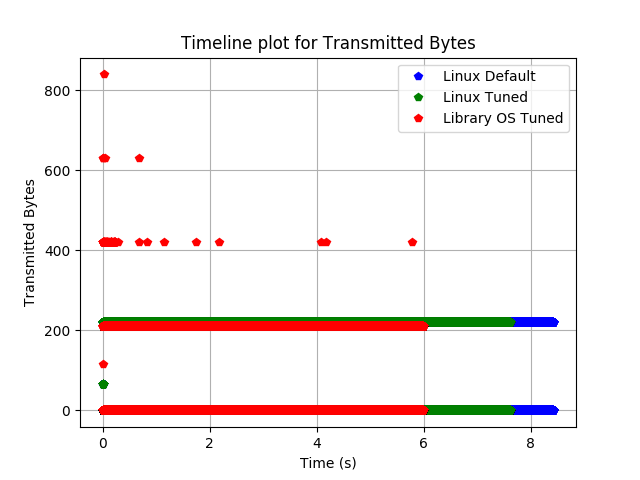 Timeline plot for Transmitted Bytes
Linux Default
Linux Tuned
Library OS Tuned
Transmitted Bytes
800
600
400
200
0
0 2 4 6 8
Time (s)